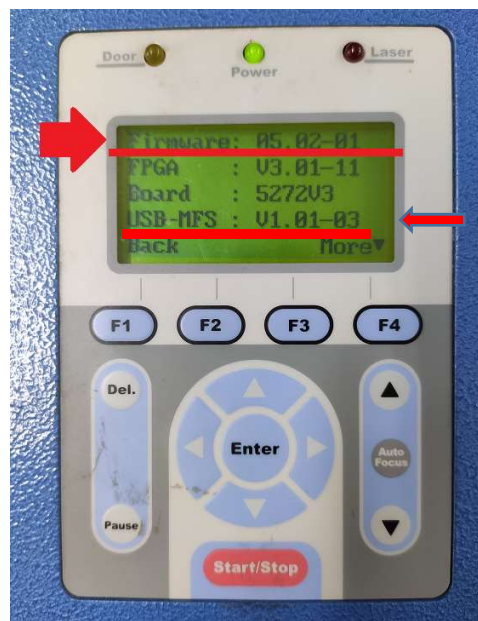 Door
Power
Laser
Firmware: 05.02-01
FPGA : V3.01-11
Board : 5272V3
USB-MFS : V1.01-03
Back More▼
F1 F2 F3 F4
Del.
Enter
Auto
Focus
Pause
Start/Stop